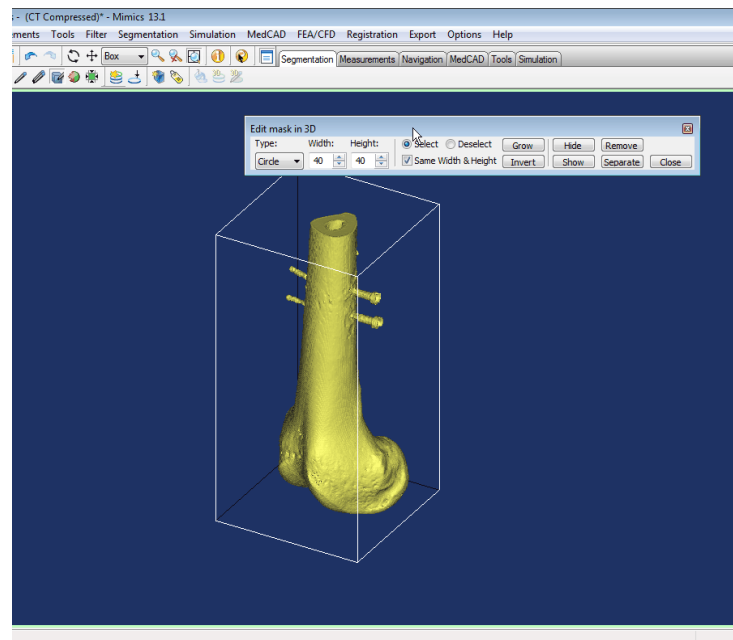 - (CT Compressed)* - Mimics 13.1
ments Tools Filter Segmentation Simulation MedCAD FEA/CFD Registration Export Options Help
Box Segmentation Measurements Navigation MedCAD Tools Simulation
Edit mask in 3D
Type: Width: Height: Select Deselect Grow Hide Remove
Circle 40 40 Same Width & Height Invert Show Separate Close